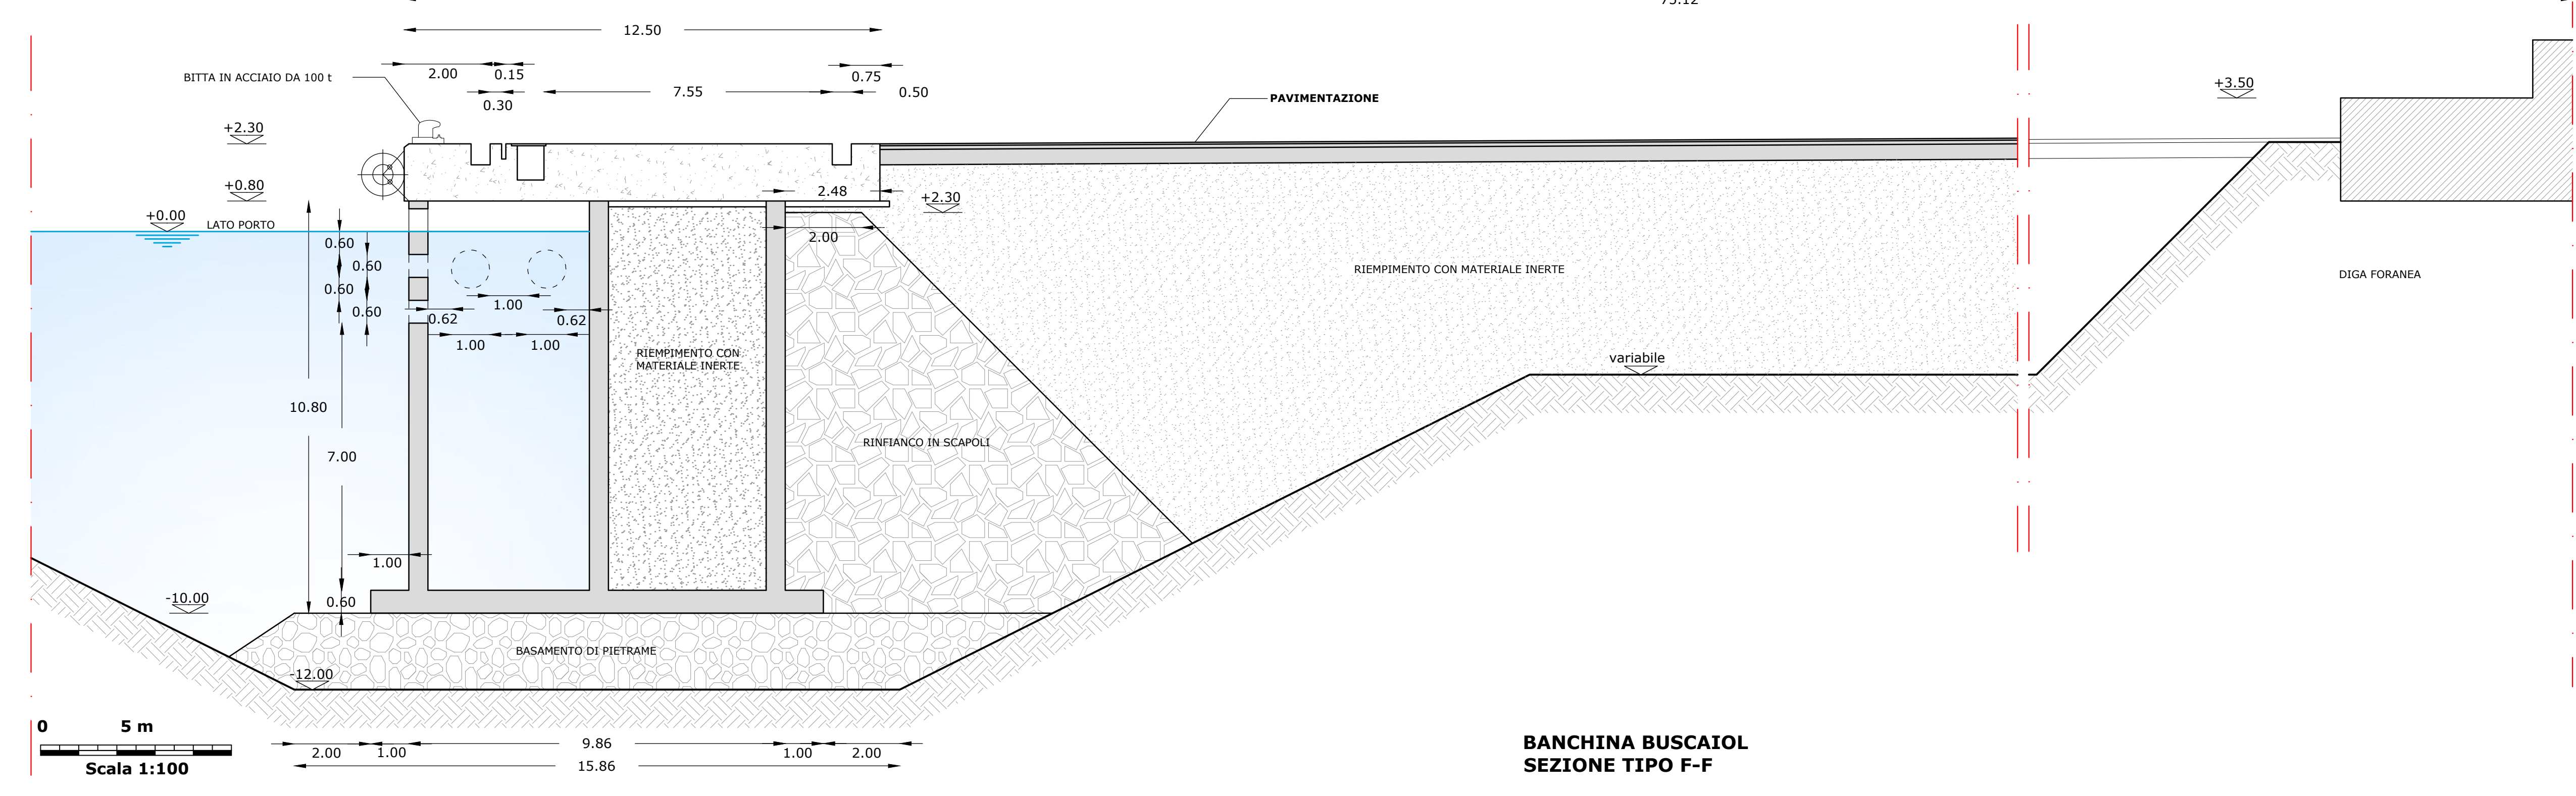 75.12
12.50
BITTA IN ACCIAIO DA 100 t
2.00
0.15
0.75
0.30
7.55
0.50
PAVIMENTAZIONE
+3.50
+2.30
+0.80
2.48
+2.30
+0.00
LATO PORTO
2.00
0.60
0.60
0.60
0.60
1.00
0.62
0.62
1.00
1.00
RIEMPIMENTO CON MATERIALE INERTE
DIGA FORANEA
RIEMPIMENTO CON
MATERIALE INERTE
variabile
10.80
RINFIANCO IN SCAPOLI
7.00
1.00
-10.00
0.60
BASAMENTO DI PIETRAME
-12.00
0 5 m
Scala 1:100
2.00
1.00
9.86
1.00
2.00
15.86
BANCHINA BUSCAIOL
SEZIONE TIPO F-F